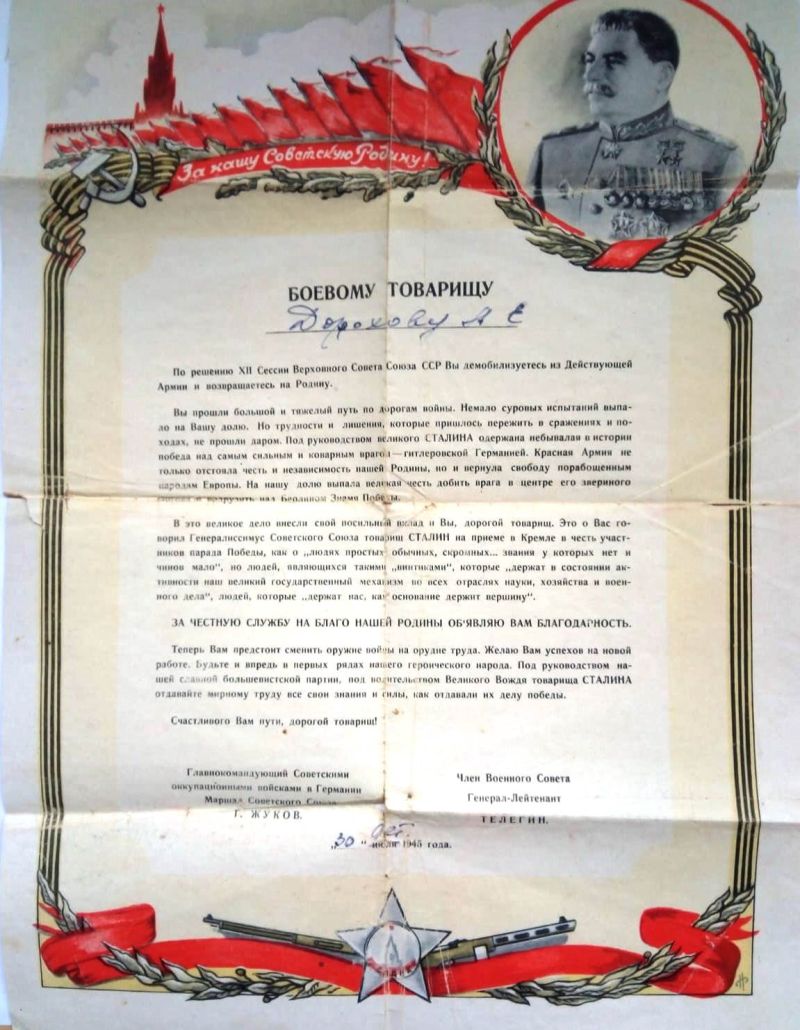 За нашу Советскую Родину!
БОЕВОМУ ТОВАРИЩУ
Дорохову А Е
По решению XII Сессии Верховного Совета Союза ССР Вы демобилизуетесь из Действующей
Армии и возвращаетесь на Родину.
Вы прошли большой и тяжелый путь по дорогам войны. Немало суровых испытаний выпа-
ло на Вашу долю. Но трудности и лишения, которые пришлось пережить в сражениях и по-
ходах, не прошли даром. Под руководством великого СТАЛИНА одержана небывалая в истории
победа над самым сильным и коварным врагом — гитлеровской Германией. Красная Армия не
только отстояла честь и независимость нашей Родины, но и вернула свободу порабощенным
народам Европы. На нашу долю выпала великая честь добить врага в центре его звериного
логова и водрузить над Берлином Знамя Победы.
В это великое дело внесли свой посильный вклад и Вы, дорогой товарищ. Это о Вас го-
ворил Генералиссимус Советского Союза товарищ СТАЛИН на приеме в Кремле в честь участ-
ников парада Победы, как о „людях простых, обычных, скромных... звания у которых нет и
чинов мало", но людей, являющихся такими „винтиками", которые „держат в состоянии ак-
тивности наш великий государственный механизм во всех отраслях науки, хозяйства и воен-
ного дела", людей, которые „держат нас, как основание держит вершину".
ЗА ЧЕСТНУЮ СЛУЖБУ НА БЛАГО НАШЕЙ РОДИНЫ ОБ'ЯВЛЯЮ ВАМ БЛАГОДАРНОСТЬ.
Теперь Вам предстоит сменить оружие войны на орудие труда. Желаю Вам успехов на новой
работе. Будьте и впредь в первых рядах нашего героического народа. Под руководством на-
шей славной большевистской партии, под водительством Великого Вождя товарища СТАЛИНА
отдавайте мирному труду все свои знания и силы, как отдавали их делу победы.
Счастливого Вам пути, дорогой товарищ!
Главнокомандующий Советскими
оккупационными войсками в Германии
Маршал Советского Союза
Г. ЖУКОВ.
Член Военного Совета
Генерал-Лейтенант
ТЕЛЕГИН.
окт.
„30" июля 1945 года.